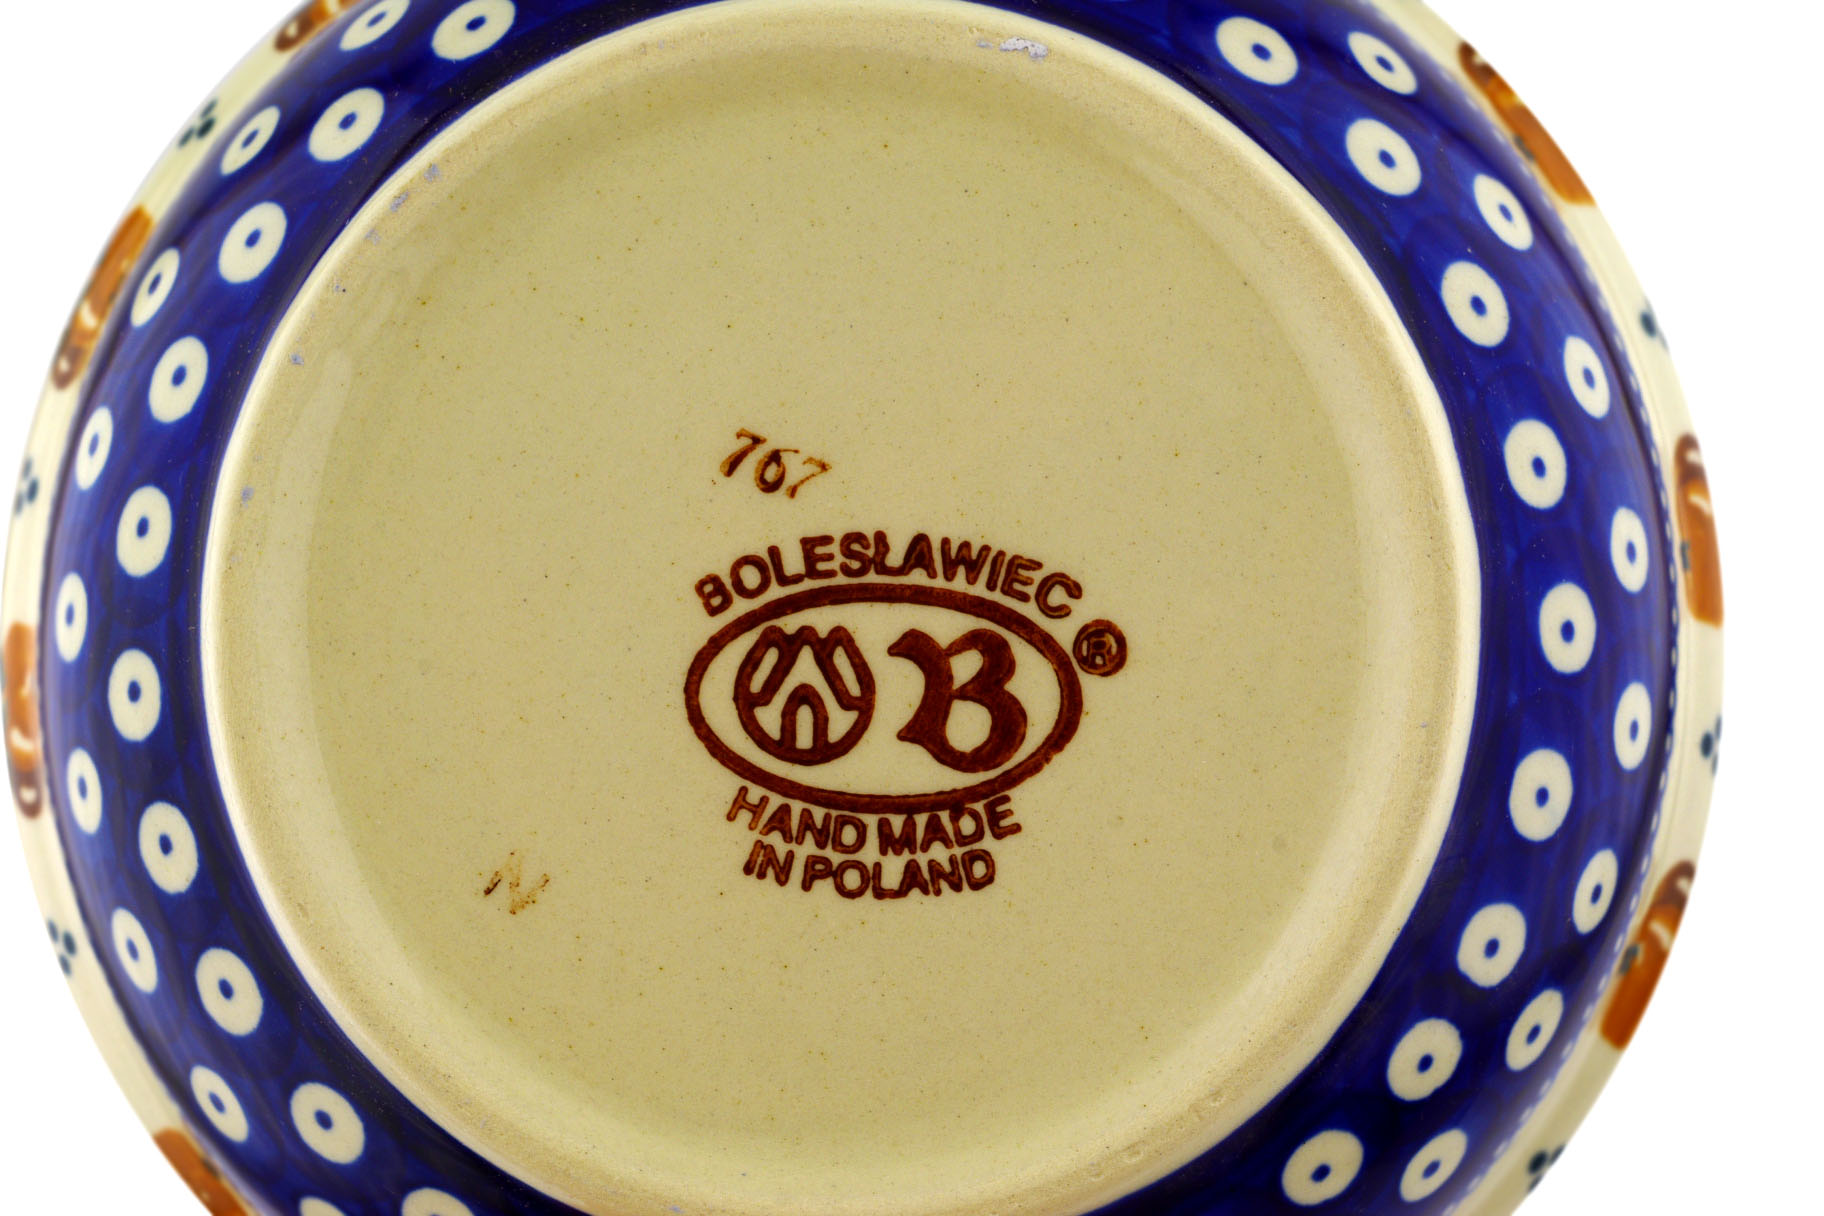 767
BOLESŁAWIEC
B ®
HAND MADE
IN POLAND
N